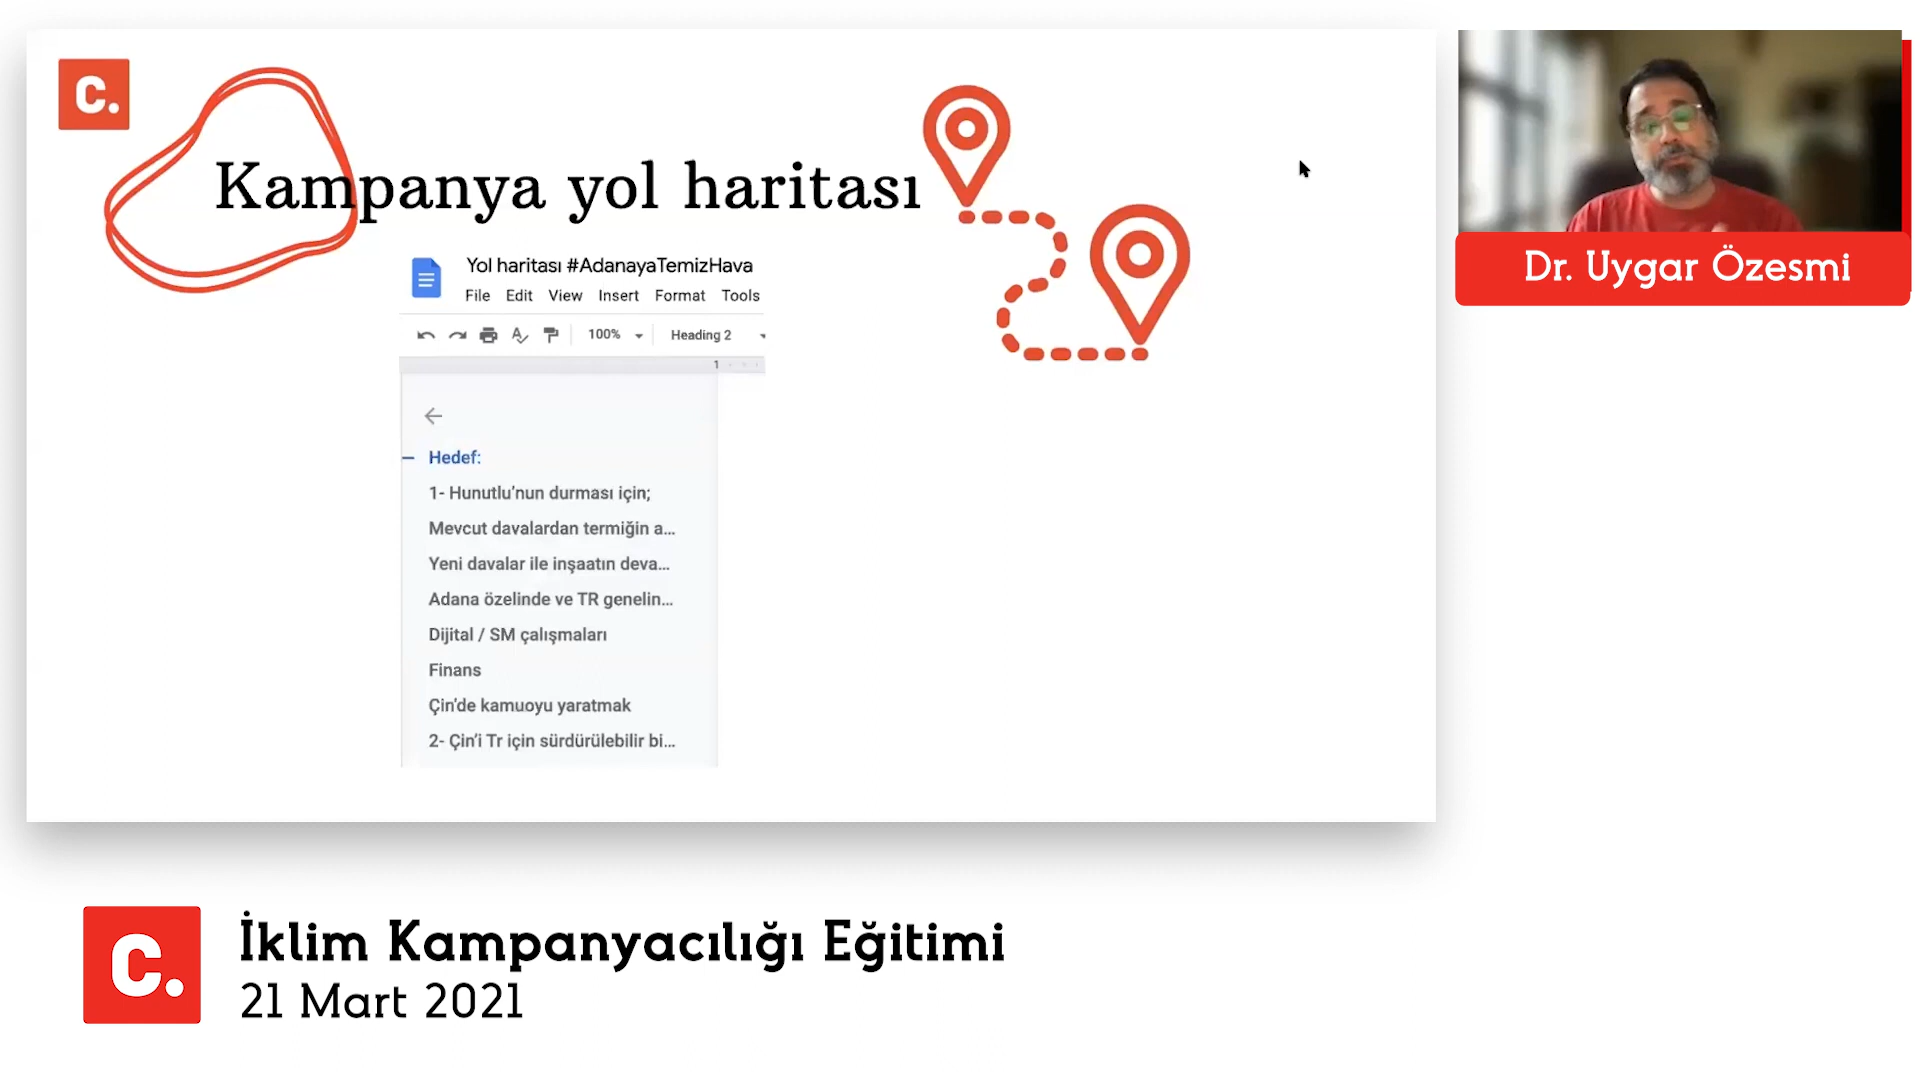 C.
Kampanya yol haritası
Yol haritası #AdanayaTemizHava
File Edit View Insert Format Tools
100% Heading 2
1
Hedef:
1- Hunutlu’nun durması için;
Mevcut davalardan termiğin a...
Yeni davalar ile inşaatın deva...
Adana özelinde ve TR genelin...
Dijital / SM çalışmaları
Finans
Çin'de kamuoyu yaratmak
2- Çin’i Tr için sürdürülebilir bi...
Dr. Uygar Özesmi
C.
İklim Kampanyacılığı Eğitimi
21 Mart 2021